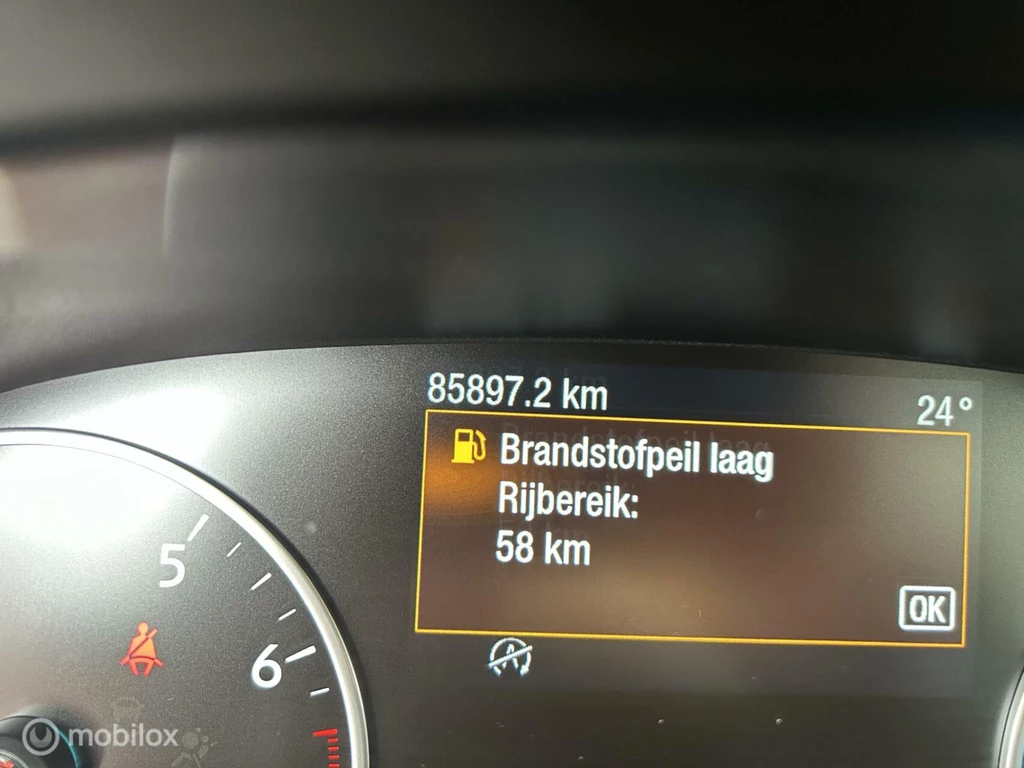 85897.2 km
24°
Brandstofpeil laag
Rijbereik:
58 km
OK
5
6
A
mobilox